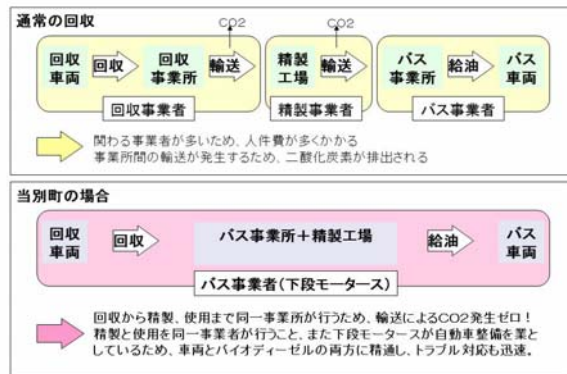 通常の回収
CO2
CO2
回収
車両
回収
回収
事業所
輸送
精製
工場
輸送
バス
事業所
給油
バス
車両
回収事業者
精製事業者
バス事業者
関わる事業者が多いため、人件費が多くかかる
事業所間の輸送が発生するため、二酸化炭素が排出される
当別町の場合
回収
車両
回収
バス事業所＋精製工場
給油
バス
車両
バス事業者(下段モータース)
回収から精製、使用まで同一事業所が行うため、輸送によるCO2発生ゼロ！
精製と使用を同一事業者が行うこと、また下段モータースが自動車整備を業と
しているため、車両とバイオディーゼルの両方に精通し、トラブル対応も迅速。